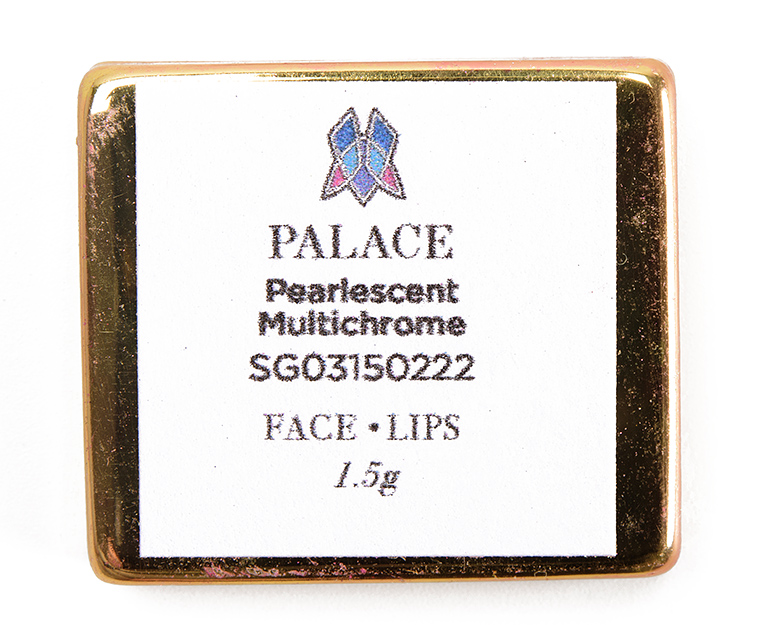 PALACE
Pearlescent
Multichrome
SG03150222
FACE • LIPS
1.5g